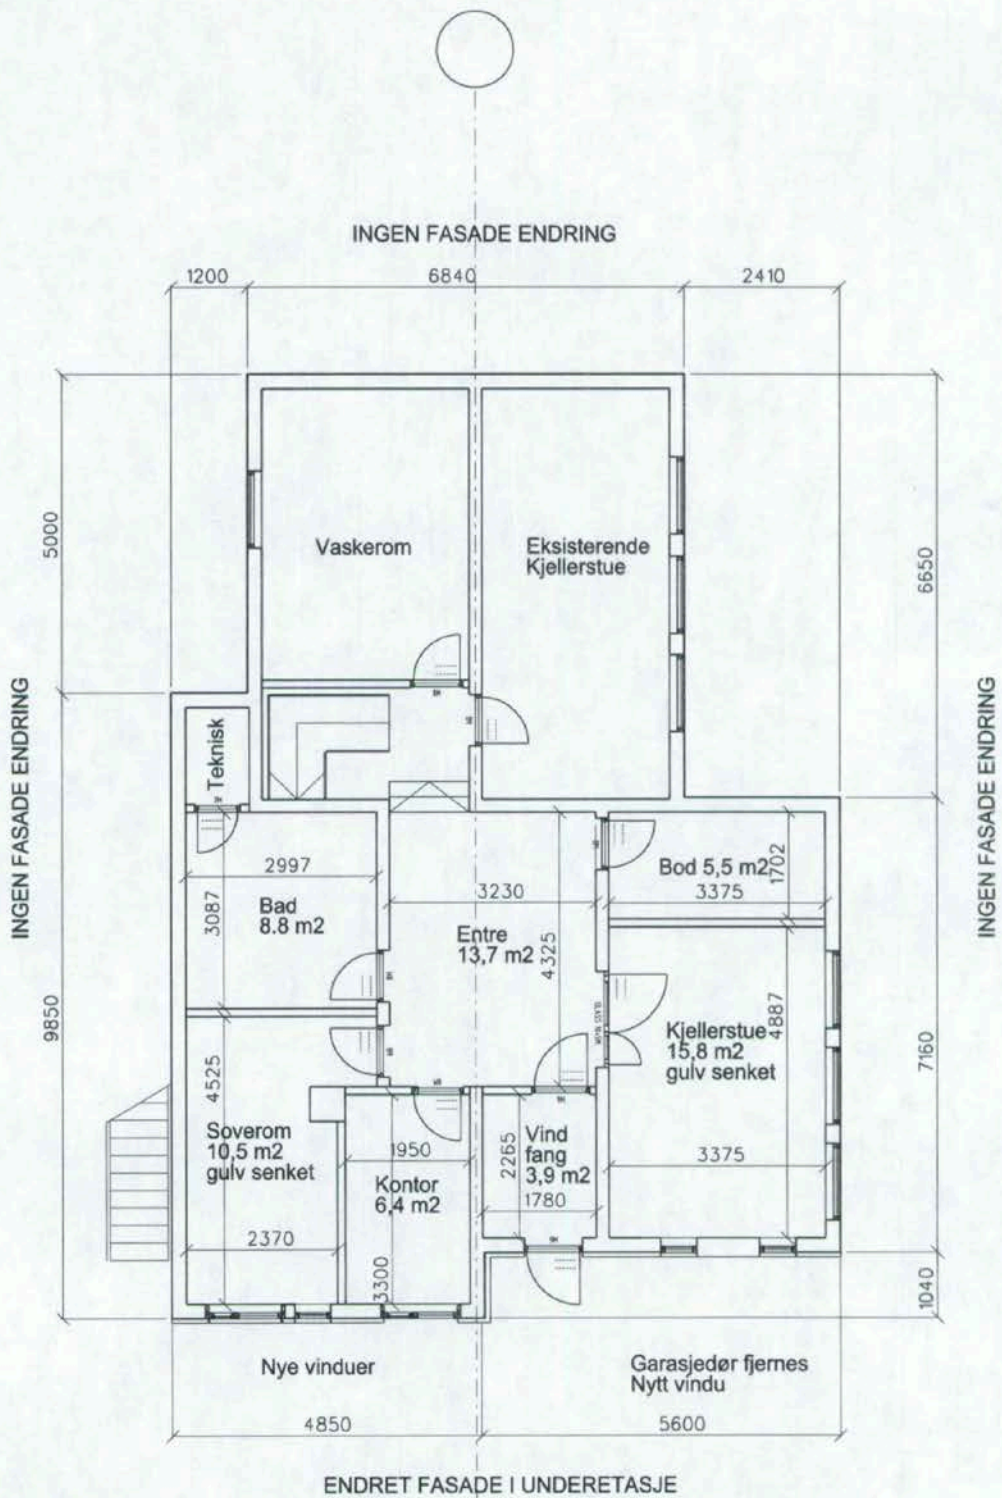 INGEN FASADE ENDRING
1200
6840
2410
5000
6650
Vaskerom
Eksisterende
Kjellerstue
INGEN FASADE ENDRING
INGEN FASADE ENDRING
Teknisk
2997
3087
Bad
8.8 m2
3230
4325
Entre
13,7 m2
Bod 5,5 m2
1702
3375
9850
7160
4887
Kjellerstue
15,8 m2
gulv senket
3375
4525
Soverom
10,5 m2
gulv senket
2370
1950
Kontor
6,4 m2
3300
2265
Vind
fang
3,9 m2
1780
1040
Nye vinduer
Garasjedør fjernes
Nytt vindu
4850
5600
ENDRET FASADE I UNDERETASJE